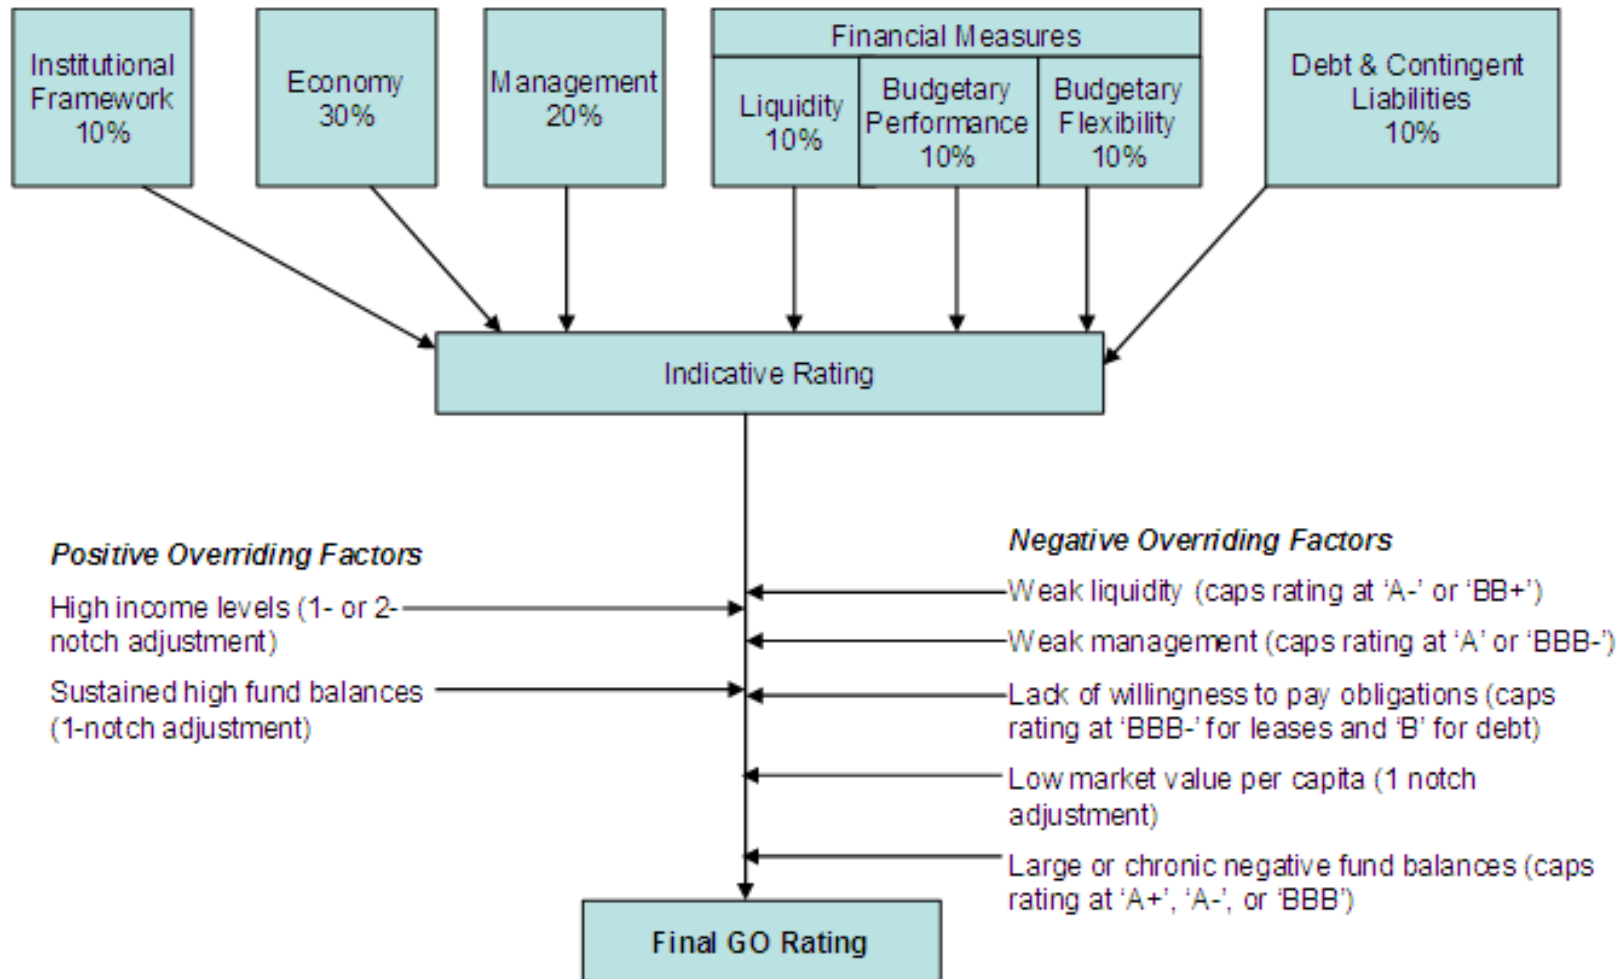 Institutional
Framework
10%
Economy
30%
Management
20%
Financial Measures
Liquidity
10%
Budgetary
Performance
10%
Budgetary
Flexibility
10%
Debt & Contingent
Liabilities
10%
Indicative Rating
Positive Overriding Factors
High income levels (1- or 2-
notch adjustment)
Sustained high fund balances
(1-notch adjustment)
Negative Overriding Factors
Weak liquidity (caps rating at ‘A-’ or ‘BB+’)
Weak management (caps rating at ‘A’ or ‘BBB-’)
Lack of willingness to pay obligations (caps
rating at ‘BBB-’ for leases and ‘B’ for debt)
Low market value per capita (1 notch
adjustment)
Large or chronic negative fund balances (caps
rating at ‘A+’, ‘A-’, or ‘BBB’)
Final GO Rating